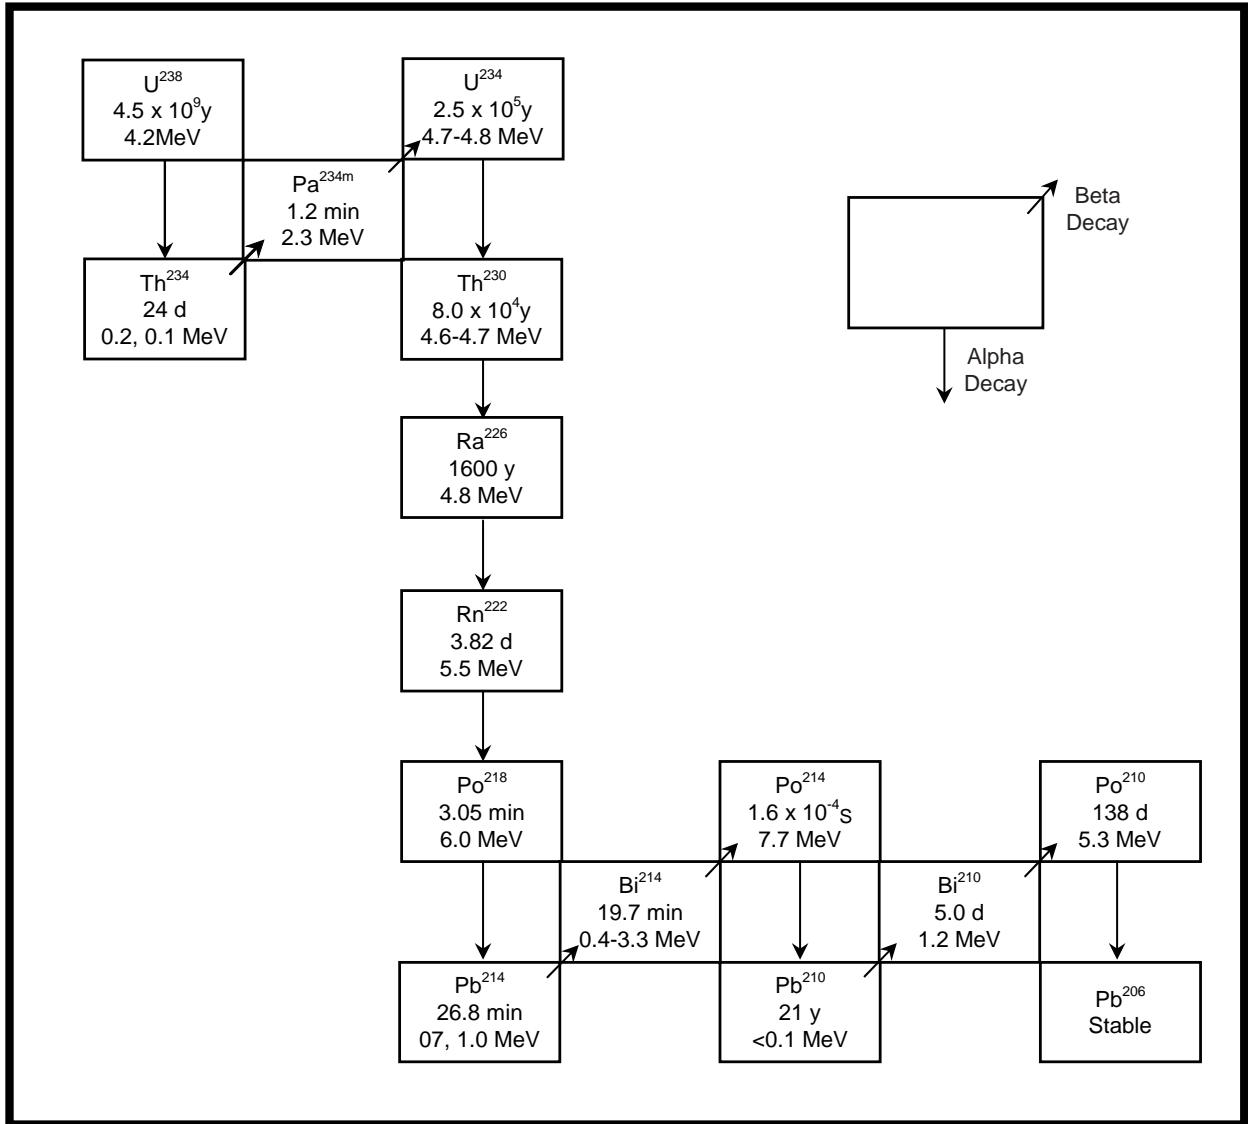 U²³⁸
4.5 x 10⁹y
4.2MeV
U²³⁴
2.5 x 10⁵y
4.7-4.8 MeV
Pa²³⁴ᵐ
1.2 min
2.3 MeV
Th²³⁴
24 d
0.2, 0.1 MeV
Th²³⁰
8.0 x 10⁴y
4.6-4.7 MeV
Beta
Decay
Alpha
Decay
Ra²²⁶
1600 y
4.8 MeV
Rn²²²
3.82 d
5.5 MeV
Po²¹⁸
3.05 min
6.0 MeV
Po²¹⁴
1.6 x 10⁻⁴S
7.7 MeV
Po²¹⁰
138 d
5.3 MeV
Bi²¹⁴
19.7 min
0.4-3.3 MeV
Bi²¹⁰
5.0 d
1.2 MeV
Pb²¹⁴
26.8 min
07, 1.0 MeV
Pb²¹⁰
21 y
<0.1 MeV
Pb²⁰⁶
Stable